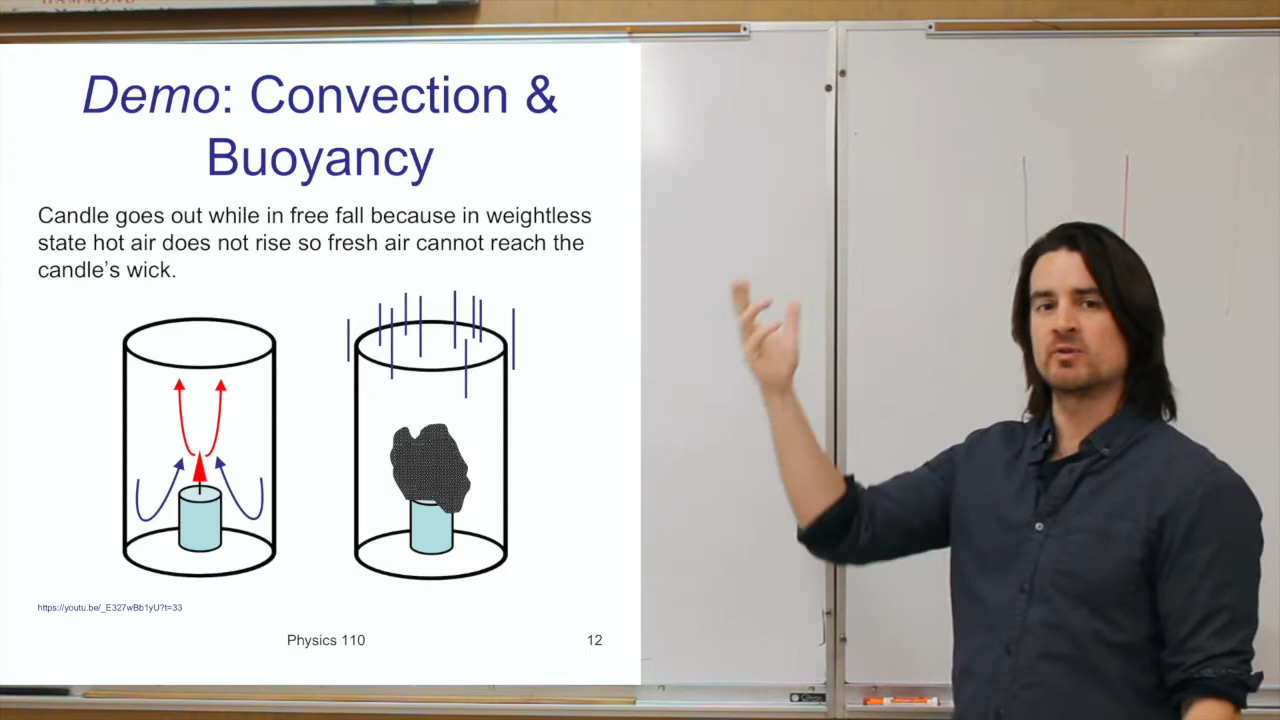 HAMMOND
Demo: Convection &
Buoyancy
Candle goes out while in free fall because in weightless
state hot air does not rise so fresh air cannot reach the
candle’s wick.
https://youtu.be/_E327wBb1yU?t=33
Physics 110
12